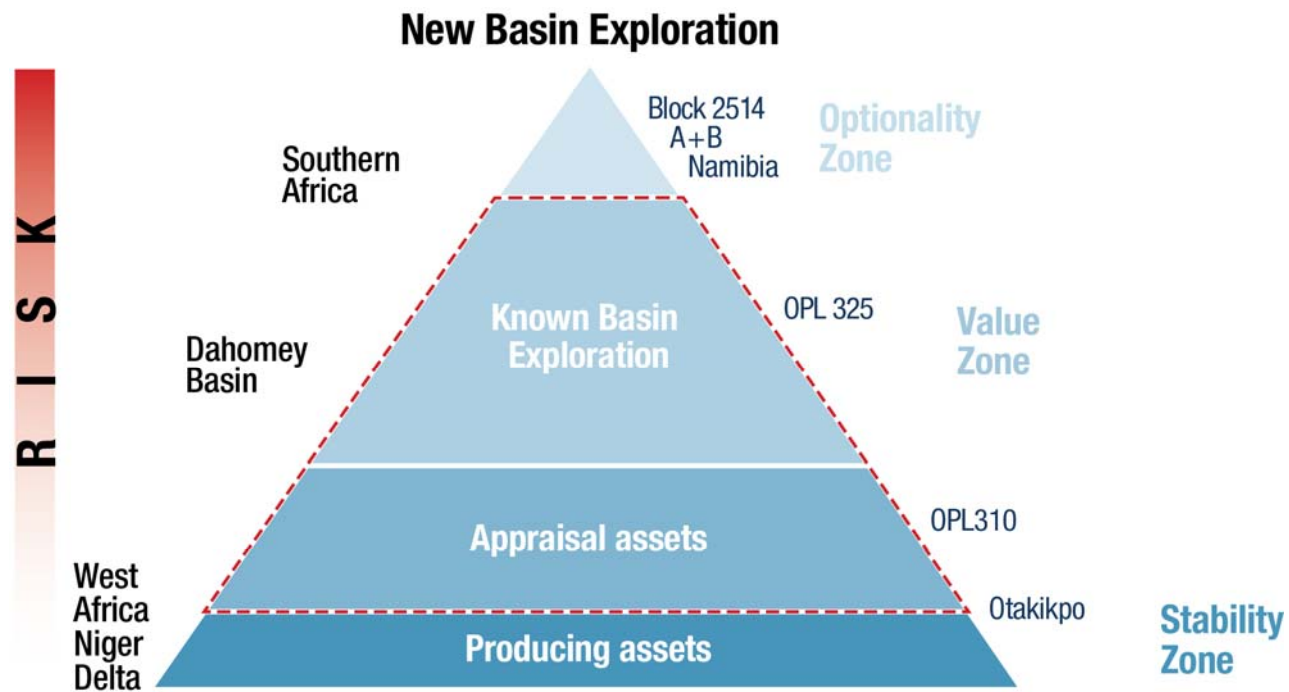 New Basin Exploration
RISK
Southern
Africa
Block 2514
A+B
Namibia
Optionality
Zone
Dahomey
Basin
Known Basin
Exploration
OPL 325
Value
Zone
Appraisal assets
OPL310
West
Africa
Niger
Delta
Producing assets
Otakikpo
Stability
Zone